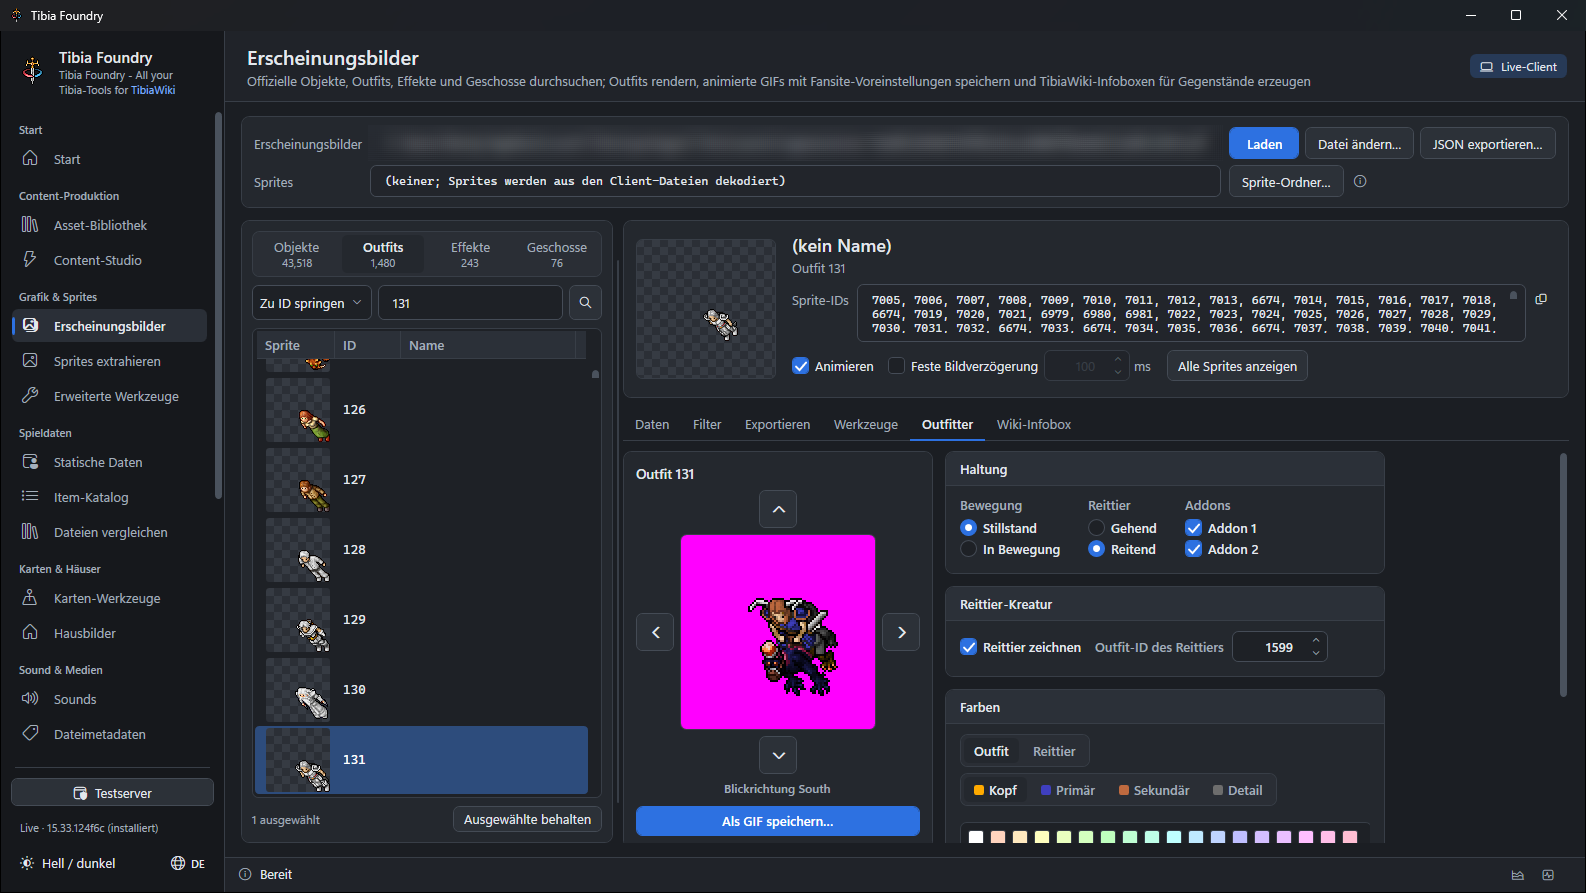 Tibia Foundry
Tibia Foundry
Tibia Foundry - All your
Tibia-Tools for TibiaWiki
Start
Start
Content-Produktion
Asset-Bibliothek
Content-Studio
Grafik & Sprites
Erscheinungsbilder
Sprites extrahieren
Erweiterte Werkzeuge
Spieldaten
Statische Daten
Item-Katalog
Dateien vergleichen
Karten & Häuser
Karten-Werkzeuge
Hausbilder
Sound & Medien
Sounds
Dateimetadaten
Testserver
Live · 15.33.124f6c (installiert)
Hell / dunkel
DE
Erscheinungsbilder
Offizielle Objekte, Outfits, Effekte und Geschosse durchsuchen; Outfits rendern, animierte GIFs mit Fansite-Voreinstellungen speichern und TibiaWiki-Infoboxen für Gegenstände erzeugen
Live-Client
Erscheinungsbilder
Laden
Datei ändern...
JSON exportieren...
Sprites
(keiner; Sprites werden aus den Client-Dateien dekodiert)
Sprite-Ordner...
Objekte
43,518
Outfits
1,480
Effekte
243
Geschosse
76
Zu ID springen
131
Sprite ID Name
126
127
128
129
130
131
1 ausgewählt
Ausgewählte behalten
(kein Name)
Outfit 131
Sprite-IDs
7005, 7006, 7007, 7008, 7009, 7010, 7011, 7012, 7013, 6674, 7014, 7015, 7016, 7017, 7018,
6674, 7019, 7020, 7021, 6979, 6980, 6981, 7022, 7023, 7024, 7025, 7026, 7027, 7028, 7029,
7030, 7031, 7032, 6674, 7033, 6674, 7034, 7035, 7036, 6674, 7037, 7038, 7039, 7040, 7041,
Animieren
Feste Bildverzögerung
100
ms
Alle Sprites anzeigen
Daten
Filter
Exportieren
Werkzeuge
Outfitter
Wiki-Infobox
Outfit 131
Blickrichtung South
Als GIF speichern...
Haltung
Bewegung Reittier Addons
Stillstand Gehend Addon 1
In Bewegung Reitend Addon 2
Reittier-Kreatur
Reittier zeichnen
Outfit-ID des Reittiers
1599
Farben
Outfit
Reittier
Kopf
Primär
Sekundär
Detail
Bereit